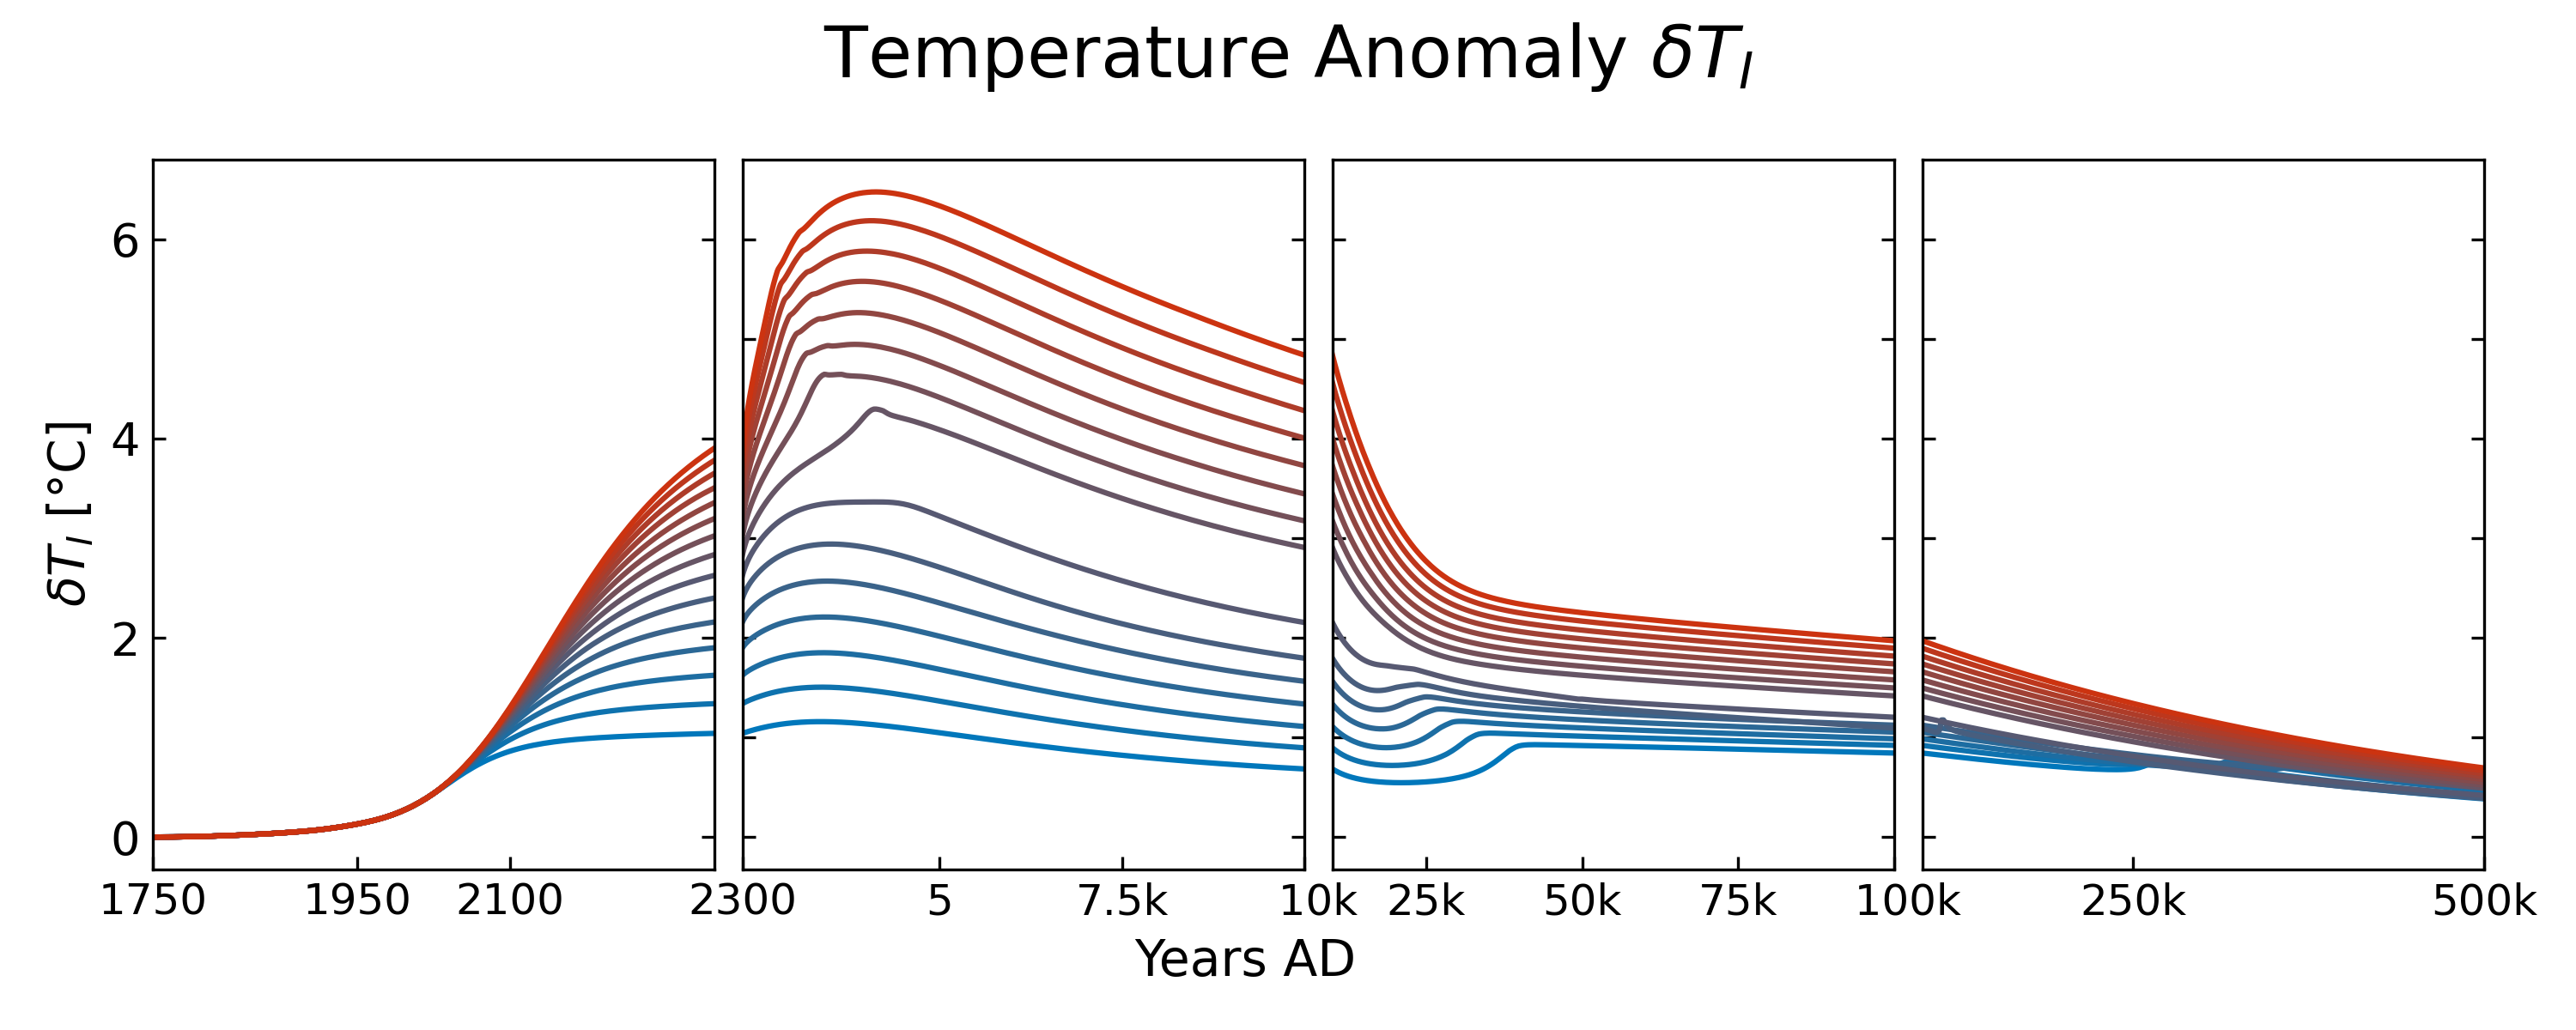 Temperature Anomaly δT_l
δT_l [°C]
6
4
2
0
1750 1950 2100 2300 5 7.5k 10k 25k 50k 75k 100k 250k 500k
Years AD